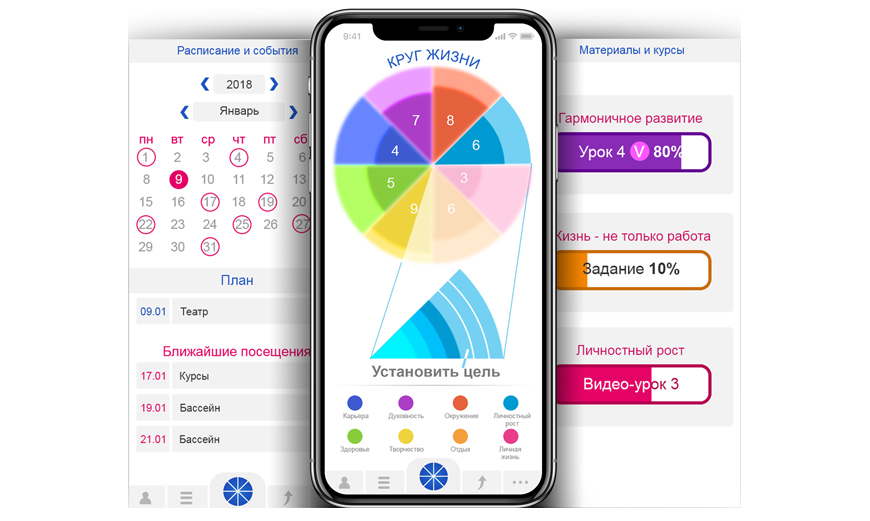 Расписание и события
2018
Январь
пн вт ср чт пт сб
1 2 3 4 5 6
8 9 10 11 12 13
15 16 17 18 19 20
22 23 24 25 26 27
29 30 31
План
09.01 Театр
Ближайшие посещения
17.01 Курсы
19.01 Бассейн
21.01 Бассейн
9:41
КРУГ ЖИЗНИ
7 8
4 6
5 3
9 6
Установить цель
Карьера Духовность Окружение Личностный рост
Здоровье Творчество Отдых Личная жизнь
Материалы и курсы
Гармоничное развитие
Урок 4 V 80%
Жизнь - не только работа
Задание 10%
Личностный рост
Видео-урок 3